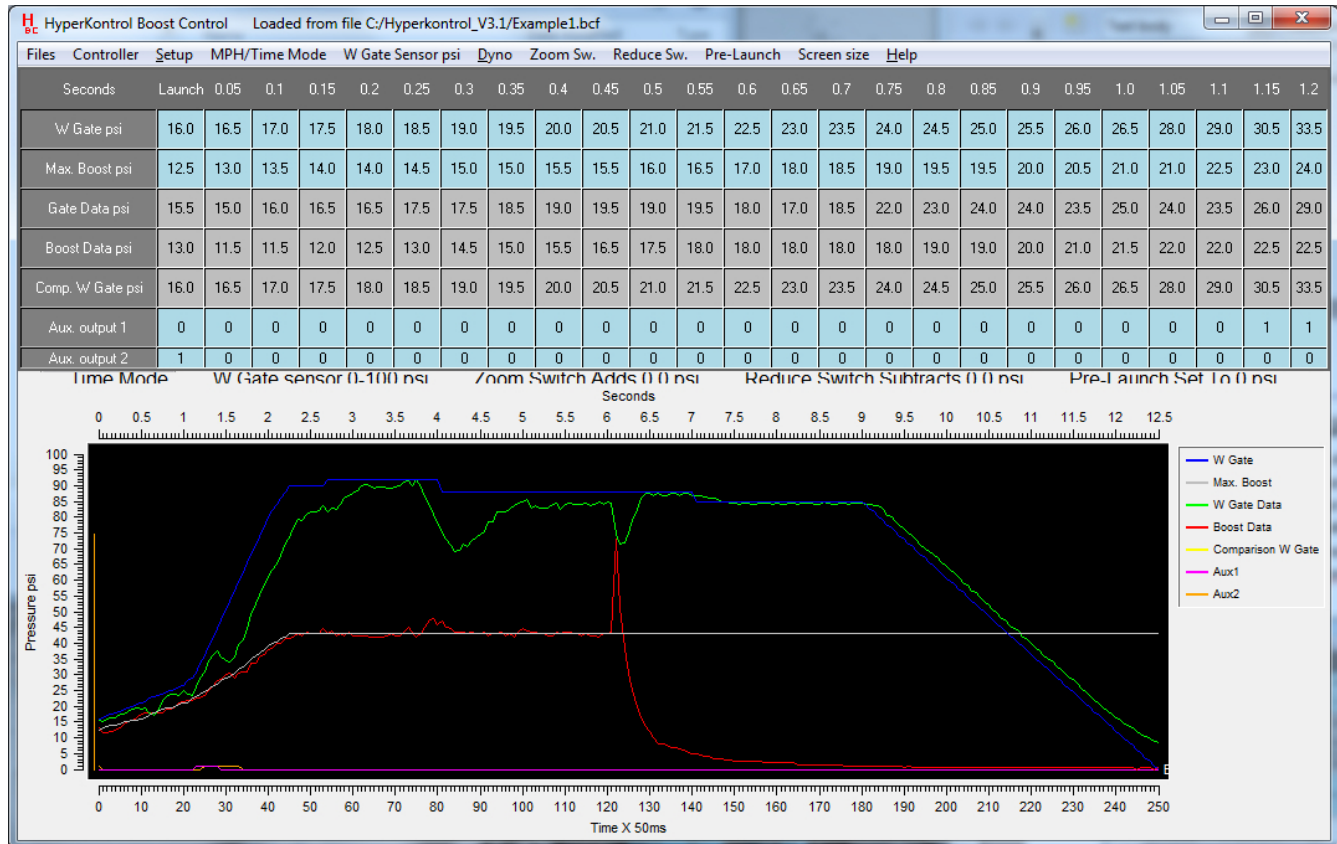 HyperKontrol Boost Control Loaded from file C:/Hyperkontrol_V3.1/Example1.bcf
Files Controller Setup MPH/Time Mode W Gate Sensor psi Dyno Zoom Sw. Reduce Sw. Pre-Launch Screen size Help
Seconds Launch 0.05 0.1 0.15 0.2 0.25 0.3 0.35 0.4 0.45 0.5 0.55 0.6 0.65 0.7 0.75 0.8 0.85 0.9 0.95 1.0 1.05 1.1 1.15 1.2
W Gate psi 16.0 16.5 17.0 17.5 18.0 18.5 19.0 19.5 20.0 20.5 21.0 21.5 22.5 23.0 23.5 24.0 24.5 25.0 25.5 26.0 26.5 28.0 29.0 30.5 33.5
Max. Boost psi 12.5 13.0 13.5 14.0 14.0 14.5 15.0 15.0 15.5 15.5 16.0 16.5 17.0 18.0 18.5 19.0 19.5 19.5 20.0 20.5 21.0 21.0 22.5 23.0 24.0
Gate Data psi 15.5 15.0 16.0 16.5 16.5 17.5 17.5 18.5 19.0 19.5 19.0 19.5 18.0 17.0 18.5 22.0 23.0 24.0 24.0 23.5 25.0 24.0 23.5 26.0 29.0
Boost Data psi 13.0 11.5 11.5 12.0 12.5 13.0 14.5 15.0 15.5 16.5 17.5 18.0 18.0 18.0 18.0 18.0 19.0 19.0 20.0 21.0 21.5 22.0 22.0 22.5 22.5
Comp. W Gate psi 16.0 16.5 17.0 17.5 18.0 18.5 19.0 19.5 20.0 20.5 21.0 21.5 22.5 23.0 23.5 24.0 24.5 25.0 25.5 26.0 26.5 28.0 29.0 30.5 33.5
Aux. output 1 0 0 0 0 0 0 0 0 0 0 0 0 0 0 0 0 0 0 0 0 0 0 0 1 1
Aux. output 2 1 0 0 0 0 0 0 0 0 0 0 0 0 0 0 0 0 0 0 0 0 0 0 0 0
Time Mode W Gate sensor 0-100 psi Zoom Switch Adds 0.0 psi Reduce Switch Subtracts 0.0 psi Pre-Launch Set To 0 psi
Seconds
0 0.5 1 1.5 2 2.5 3 3.5 4 4.5 5 5.5 6 6.5 7 7.5 8 8.5 9 9.5 10 10.5 11 11.5 12 12.5
100
95
90
85
80
75
70
65
60
55
50
45
40
35
30
25
20
15
10
5
0
Pressure psi
W Gate
Max. Boost
W Gate Data
Boost Data
Comparison W Gate
Aux1
Aux2
0 10 20 30 40 50 60 70 80 90 100 110 120 130 140 150 160 170 180 190 200 210 220 230 240 250
Time X 50ms